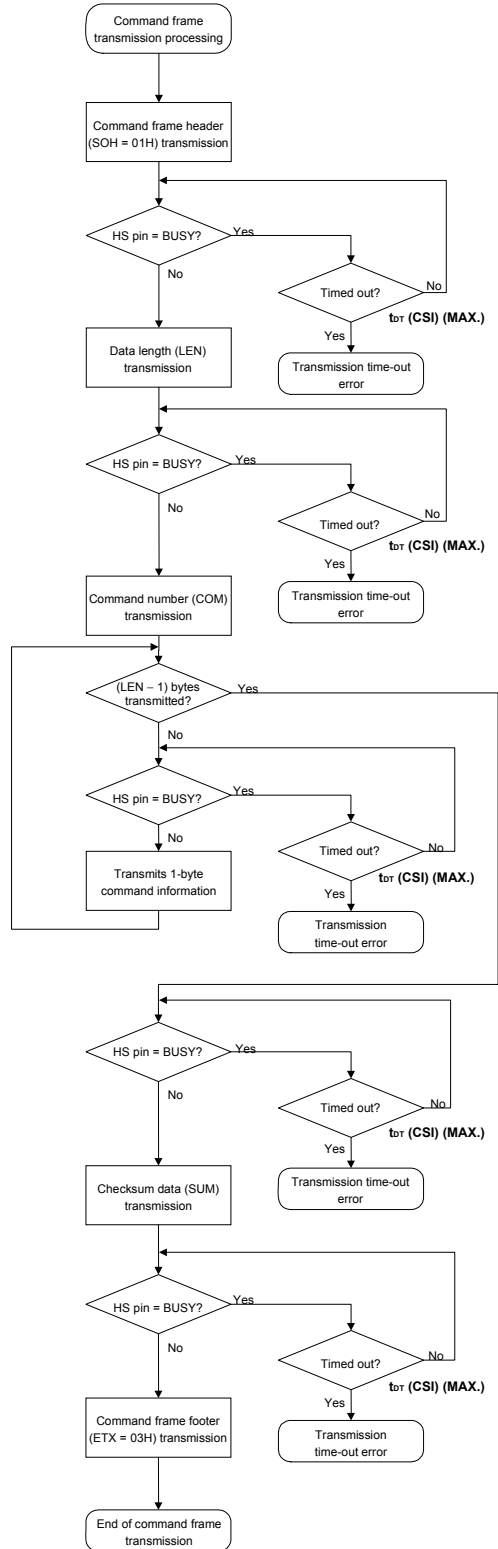 Command frame
transmission processing
Command frame header
(SOH = 01H) transmission
HS pin = BUSY?
Yes
No
Timed out?
No
tDT (CSI) (MAX.)
Yes
Transmission time-out
error
Data length (LEN)
transmission
HS pin = BUSY?
Yes
No
Timed out?
No
tDT (CSI) (MAX.)
Yes
Transmission time-out
error
Command number (COM)
transmission
(LEN − 1) bytes
transmitted?
Yes
No
HS pin = BUSY?
Yes
No
Timed out?
No
tDT (CSI) (MAX.)
Yes
Transmission
time-out error
Transmits 1-byte
command information
HS pin = BUSY?
Yes
No
Timed out?
No
tDT (CSI) (MAX.)
Yes
Transmission time-out
error
Checksum data (SUM)
transmission
HS pin = BUSY?
Yes
No
Timed out?
No
tDT (CSI) (MAX.)
Yes
Transmission
time-out error
Command frame footer
(ETX = 03H) transmission
End of command frame
transmission